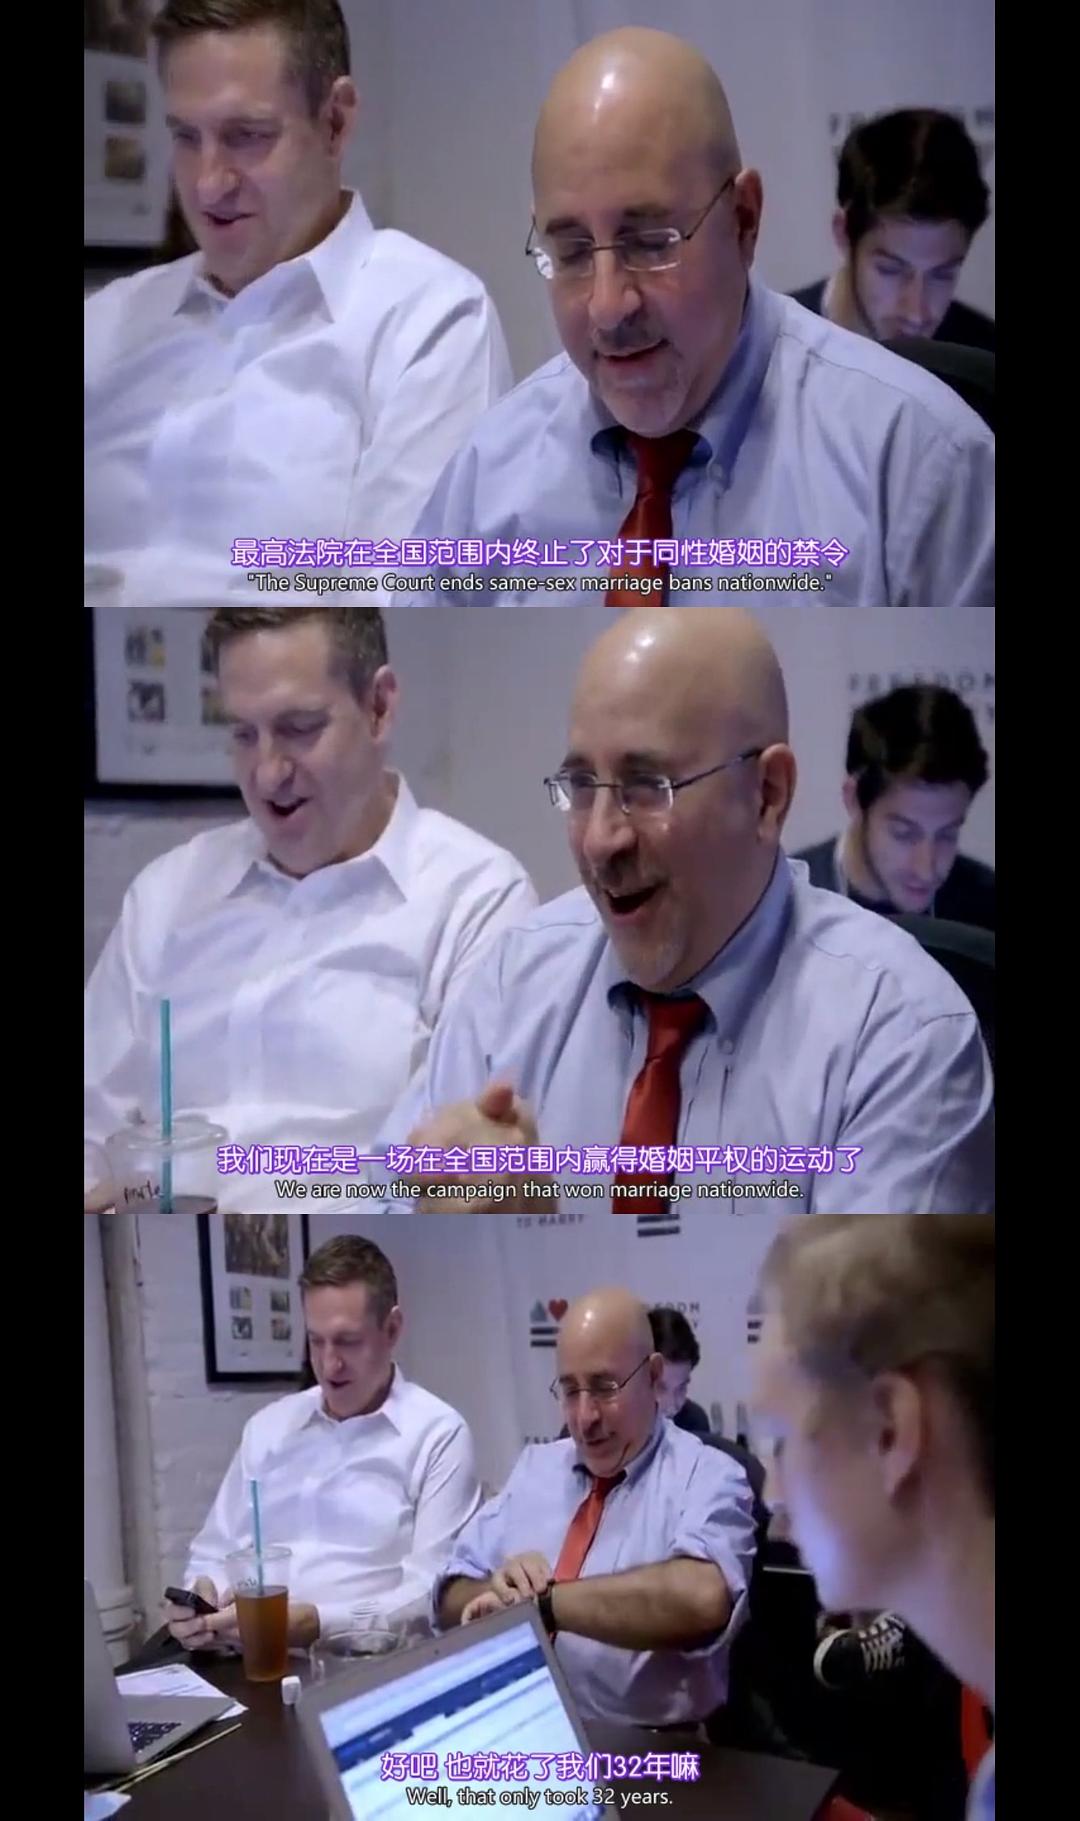 FREEDOM
最高法院在全国范围内终止了对于同性婚姻的禁令
"The Supreme Court ends same-sex marriage bans nationwide."
FREEDOM
我们现在是一场在全国范围内赢得婚姻平权的运动了
We are now the campaign that won marriage nationwide.
TO MARRY
好吧 也就花了我们32年嘛
Well, that only took 32 years.